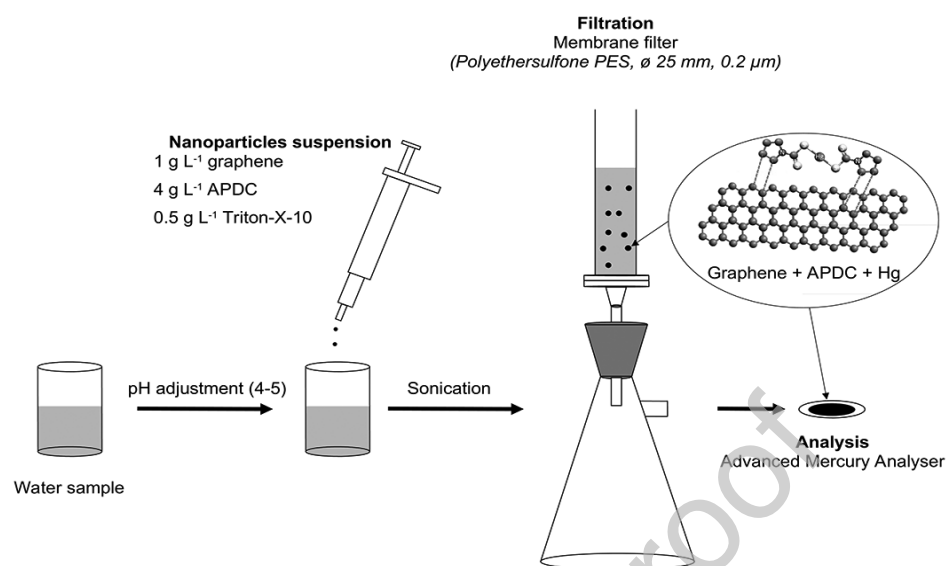 Filtration
Membrane filter
(Polyethersulfone PES, ø 25 mm, 0.2 µm)
Nanoparticles suspension
1 g L⁻¹ graphene
4 g L⁻¹ APDC
0.5 g L⁻¹ Triton-X-10
Graphene + APDC + Hg
pH adjustment (4-5)
Sonication
Water sample
Analysis
Advanced Mercury Analyser
roof